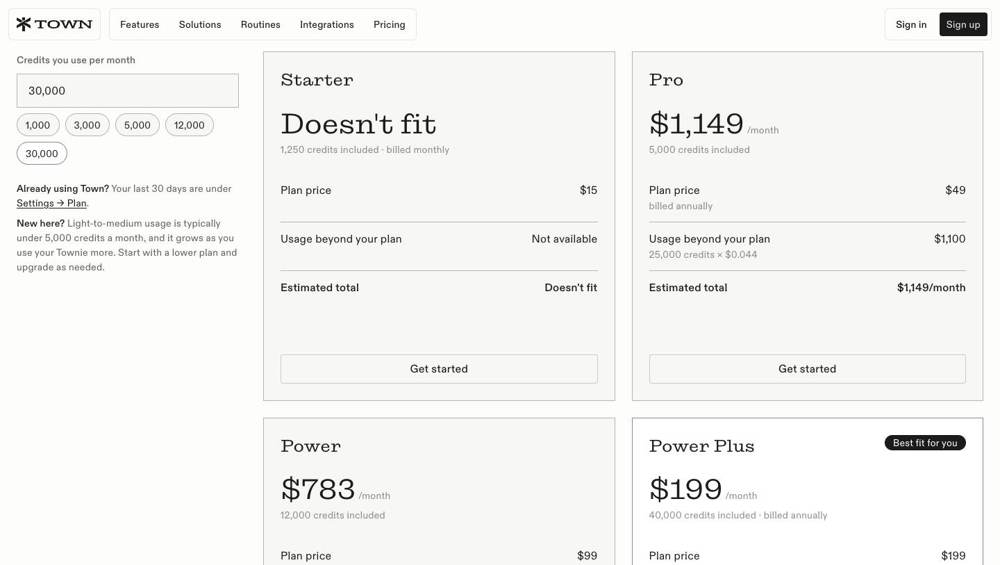 TOWN
Features
Solutions
Routines
Integrations
Pricing
Sign in
Sign up
Credits you use per month
30,000
1,000
3,000
5,000
12,000
30,000
Already using Town? Your last 30 days are under
Settings → Plan.
New here? Light-to-medium usage is typically
under 5,000 credits a month, and it grows as you
use your Townie more. Start with a lower plan and
upgrade as needed.
Starter
Doesn't fit
1,250 credits included · billed monthly
Plan price
$15
Usage beyond your plan
Not available
Estimated total
Doesn't fit
Get started
Pro
$1,149 /month
5,000 credits included
Plan price
$49
billed annually
Usage beyond your plan
$1,100
25,000 credits × $0.044
Estimated total
$1,149/month
Get started
Power
$783 /month
12,000 credits included
Plan price
$99
Power Plus
Best fit for you
$199 /month
40,000 credits included · billed annually
Plan price
$199